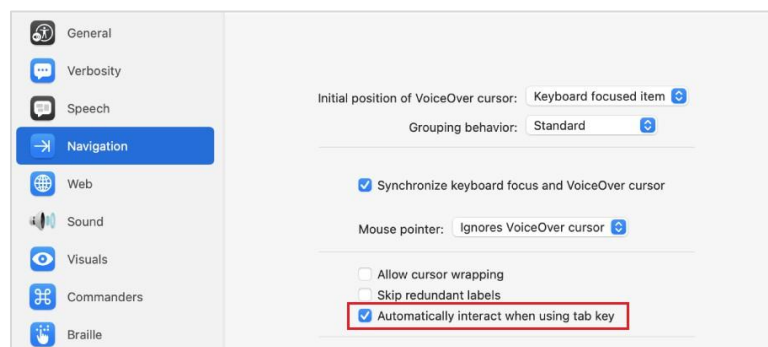 General
Verbosity
Speech
Navigation
Web
Sound
Visuals
Commanders
Braille
Initial position of VoiceOver cursor: Keyboard focused item
Grouping behavior: Standard
Synchronize keyboard focus and VoiceOver cursor
Mouse pointer: Ignores VoiceOver cursor
Allow cursor wrapping
Skip redundant labels
Automatically interact when using tab key